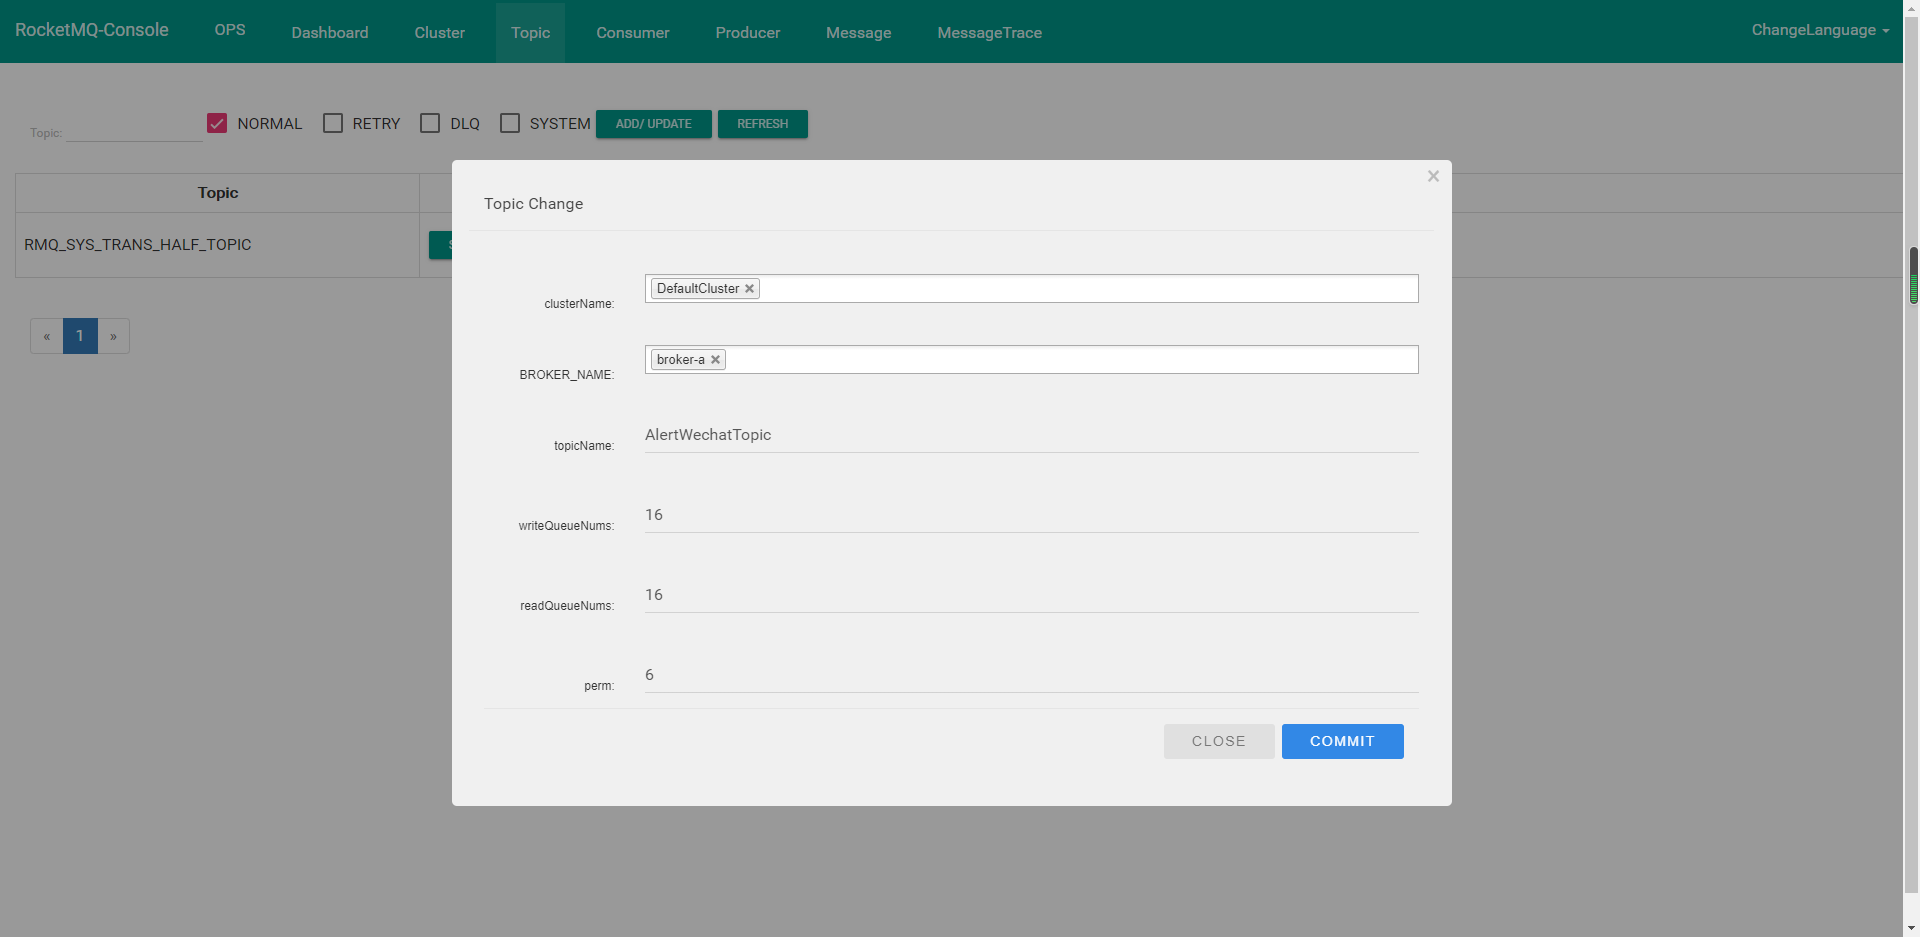 RocketMQ-Console OPS Dashboard Cluster Topic Consumer Producer Message MessageTrace ChangeLanguage
Topic: NORMAL RETRY DLQ SYSTEM ADD/ UPDATE REFRESH
Topic
RMQ_SYS_TRANS_HALF_TOPIC
« 1 »
×
Topic Change
clusterName: DefaultCluster ×
BROKER_NAME: broker-a ×
topicName: AlertWechatTopic
writeQueueNums: 16
readQueueNums: 16
perm: 6
CLOSE COMMIT